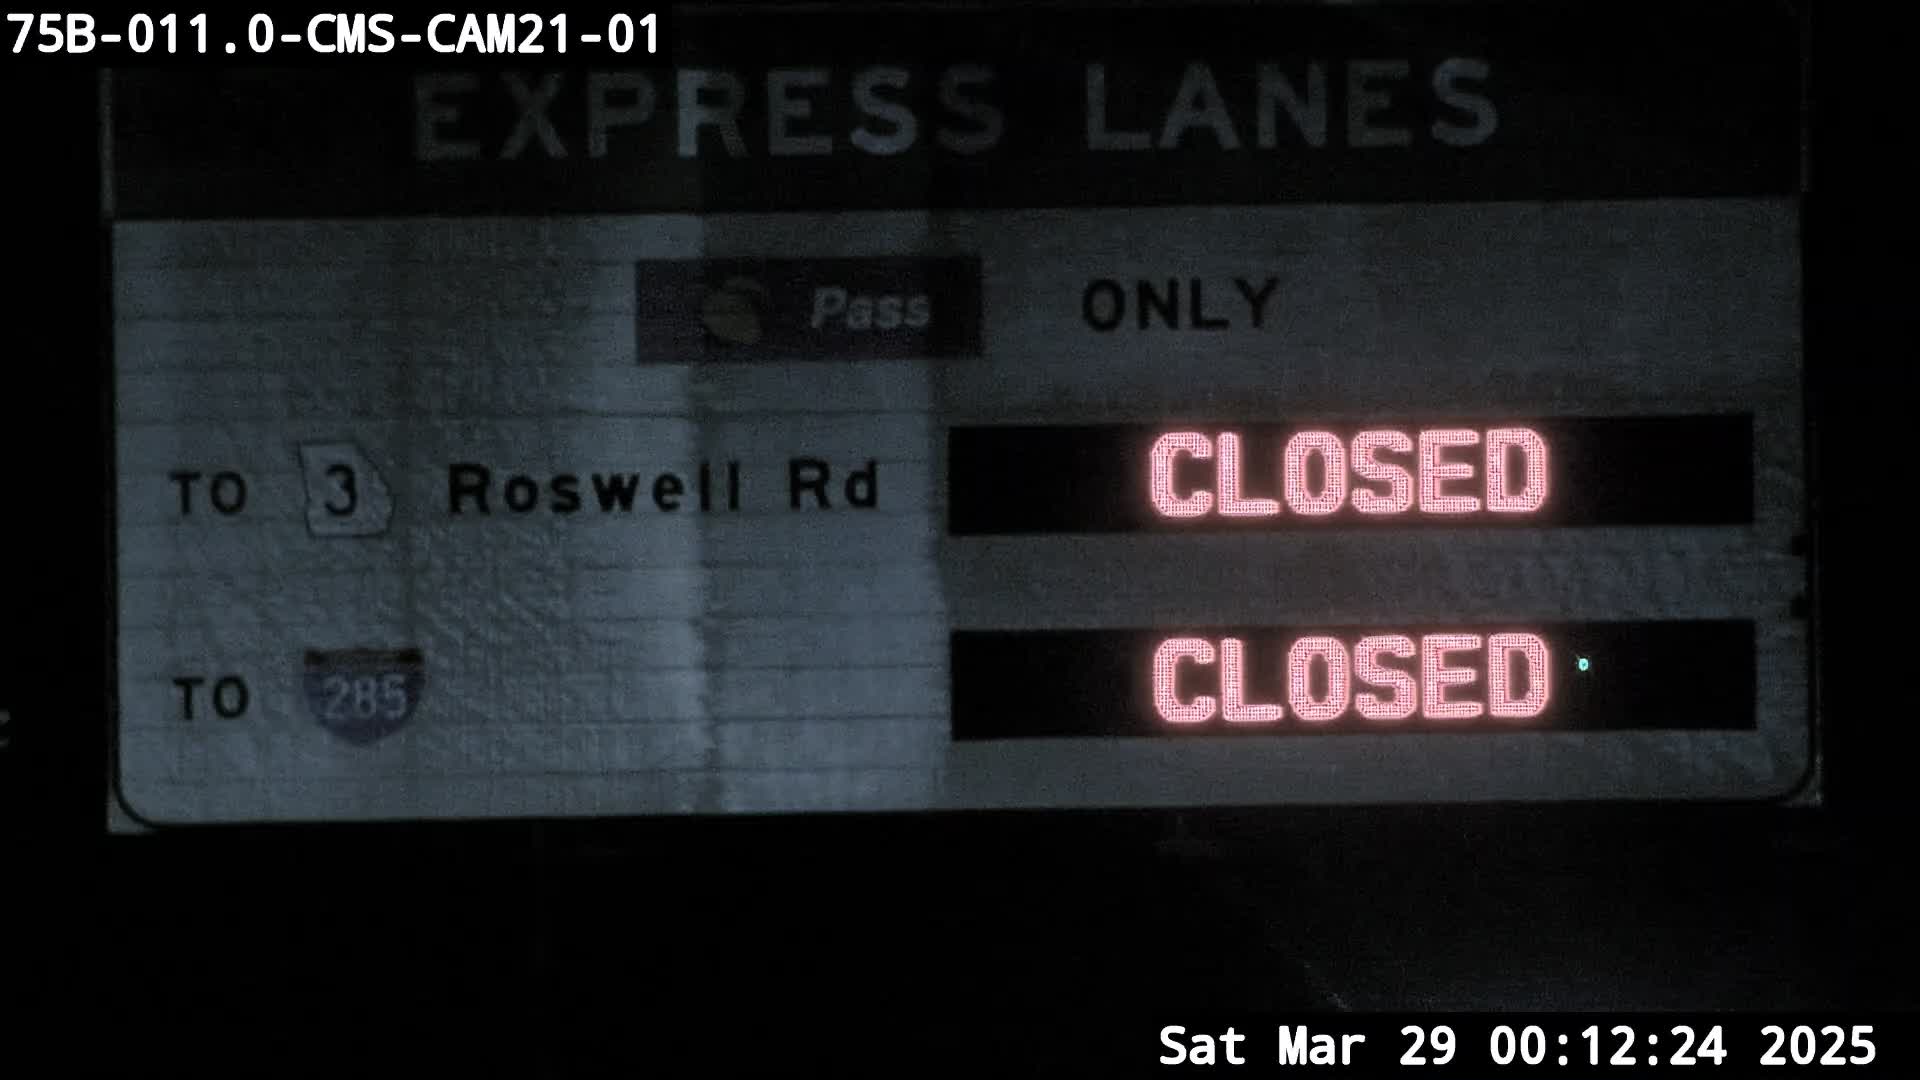 75B-011.0-CMS-CAM21-01
EXPRESS LANES
Pass ONLY
TO 3 Roswell Rd CLOSED
TO 285 CLOSED
Sat Mar 29 00:12:24 2025